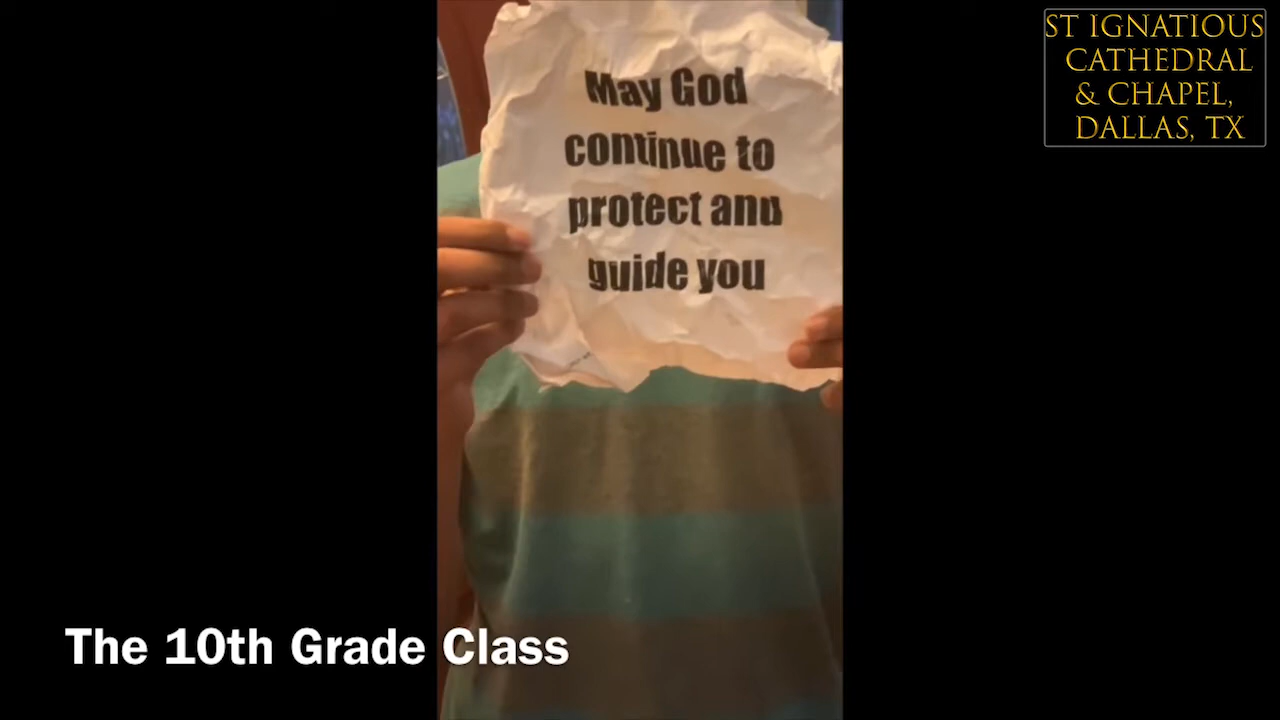 May God
continue to
protect and
guide you
ST IGNATIOUS
CATHEDRAL
& CHAPEL,
DALLAS, TX
The 10th Grade Class